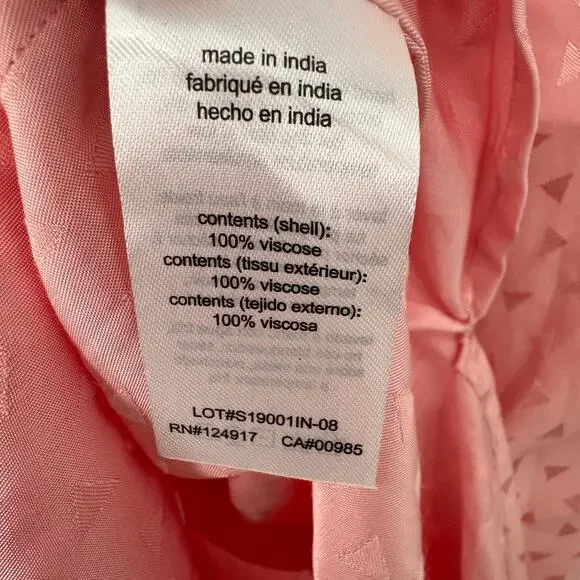 made in india
fabriqué en india
hecho en india
contents (shell):
100% viscose
contents (tissu extérieur):
100% viscose
contents (tejido externo):
100% viscosa
LOT#S19001IN-08
RN#124917 CA#00985